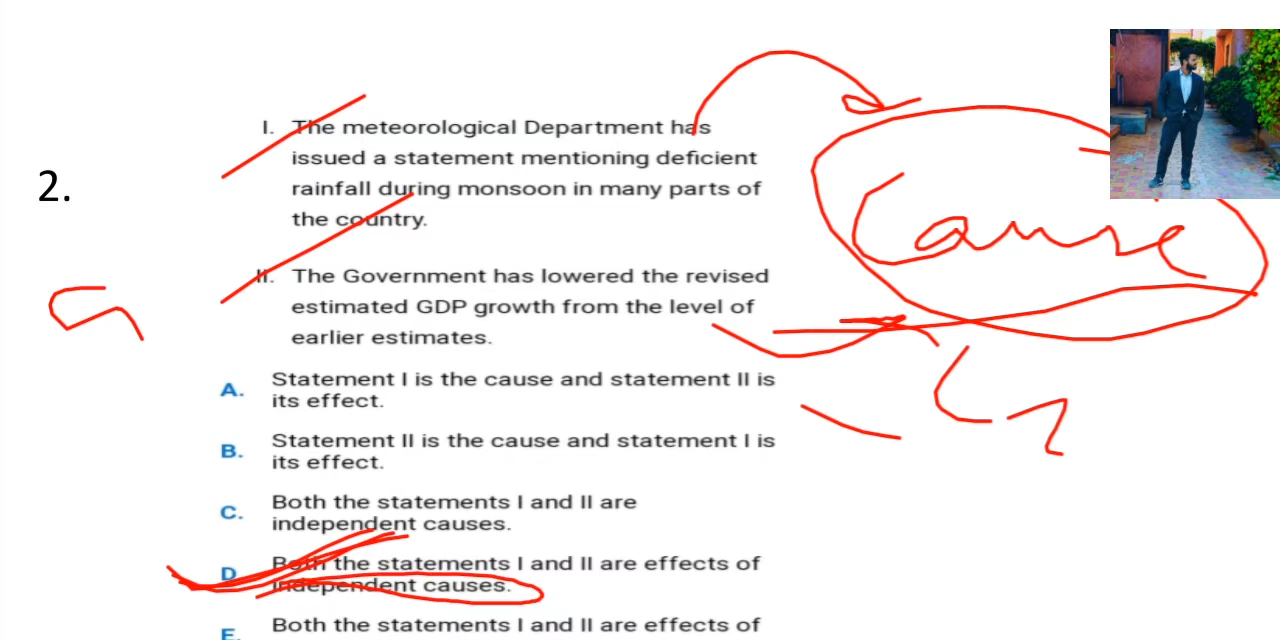 I. The meteorological Department has
issued a statement mentioning deficient
rainfall during monsoon in many parts of
the country.
2.
Cause
II. The Government has lowered the revised
estimated GDP growth from the level of
earlier estimates.
A. Statement I is the cause and statement II is
its effect.
B. Statement II is the cause and statement I is
its effect.
C. Both the statements I and II are
independent causes.
D Both the statements I and II are effects of
independent causes.
E. Both the statements I and II are effects of